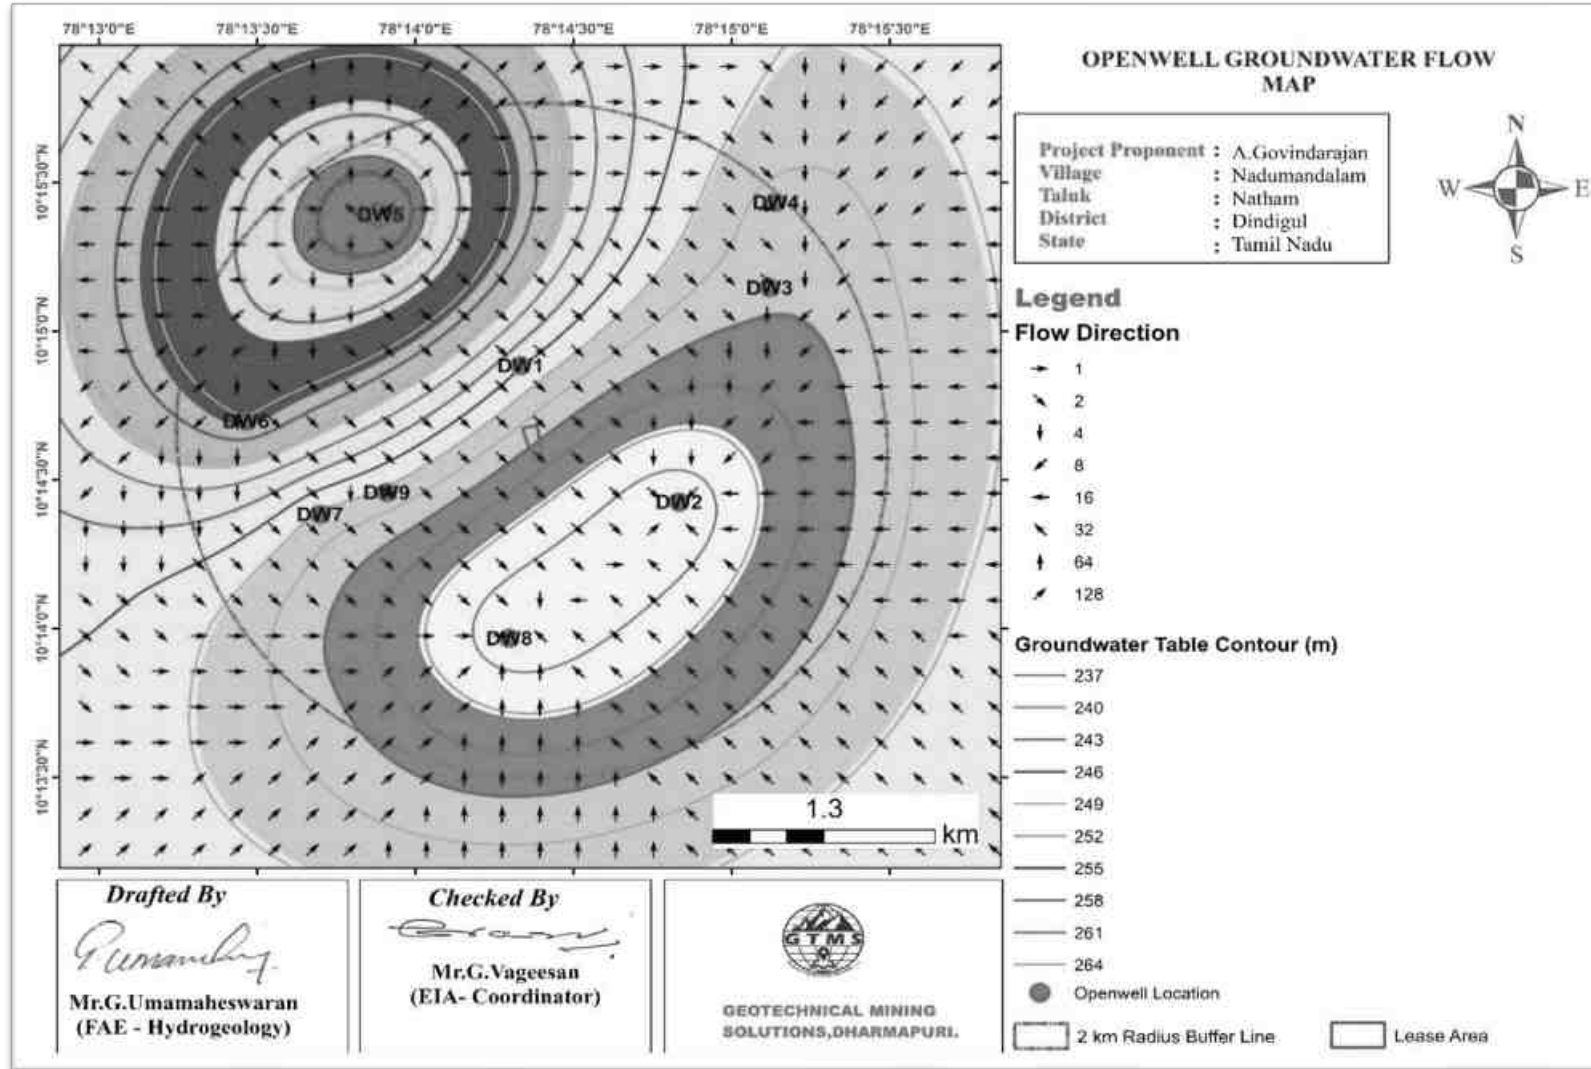 78°13'0"E 78°13'30"E 78°14'0"E 78°14'30"E 78°15'0"E 78°15'30"E
10°15'30"N
10°15'0"N
10°14'30"N
10°14'0"N
10°13'30"N
DW5
DW4
DW3
DW1
DW6
DW9
DW7
DW2
DW8
1.3
km
OPENWELL GROUNDWATER FLOW
MAP
N
W E
S
Project Proponent : A.Govindarajan
Village : Nadumandalam
Taluk : Natham
District : Dindigul
State : Tamil Nadu
Legend
Flow Direction
1
2
4
8
16
32
64
128
Groundwater Table Contour (m)
237
240
243
246
249
252
255
258
261
264
Openwell Location
2 km Radius Buffer Line
Lease Area
Drafted By
Mr.G.Umamaheswaran
(FAE - Hydrogeology)
Checked By
Mr.G.Vageesan
(EIA- Coordinator)
GTMS
GEOTECHNICAL MINING
SOLUTIONS,DHARMAPURI.